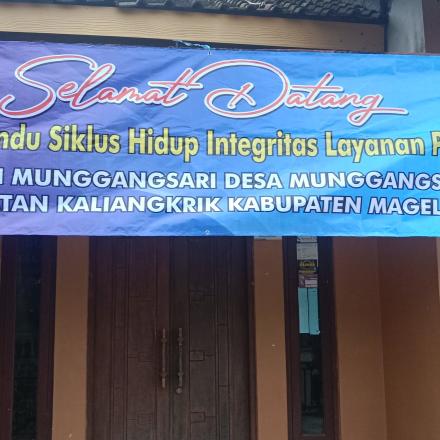 Selamat Datang
ndu Siklus Hidup Integritas Layanan P
MUNGGANGSARI DESA MUNGGANGS
TAN KALIANGKRIK KABUPATEN MAGEL